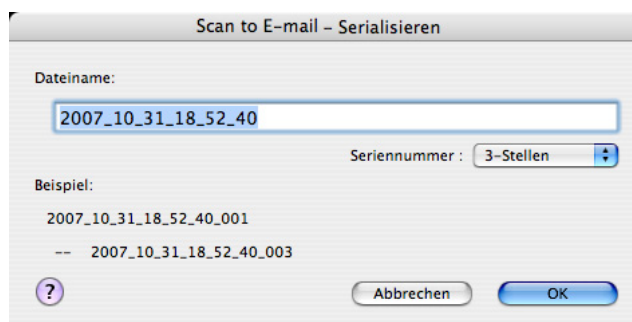 Scan to E-mail – Serialisieren
Dateiname:
2007_10_31_18_52_40
Seriennummer : 3-Stellen
Beispiel:
2007_10_31_18_52_40_001
-- 2007_10_31_18_52_40_003
? Abbrechen OK